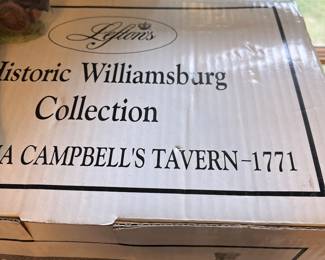 Lefton's
Historic Williamsburg
Collection
A CAMPBELL'S TAVERN-1771